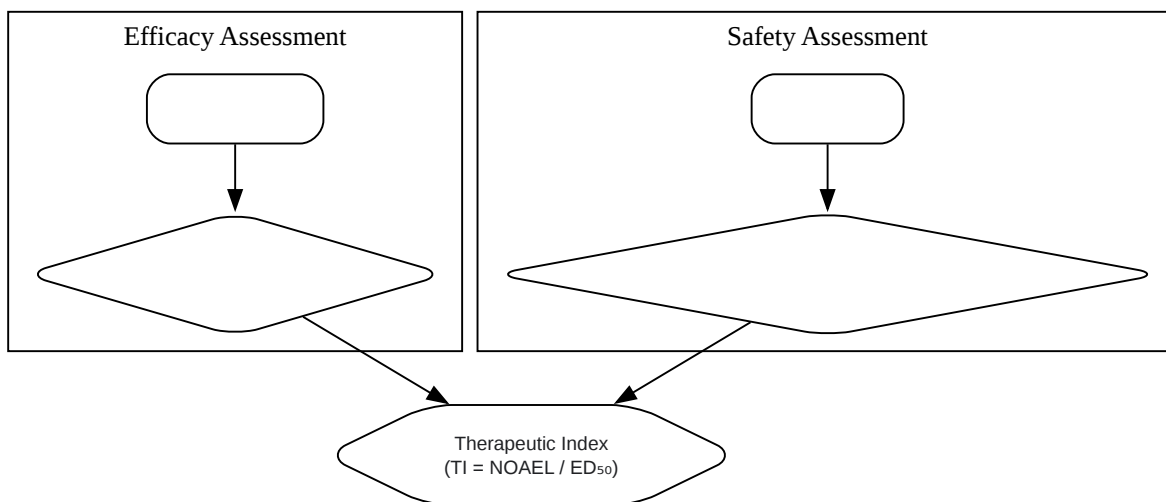 Efficacy Assessment
Safety Assessment
Therapeutic Index
(TI = NOAEL / ED₅₀)